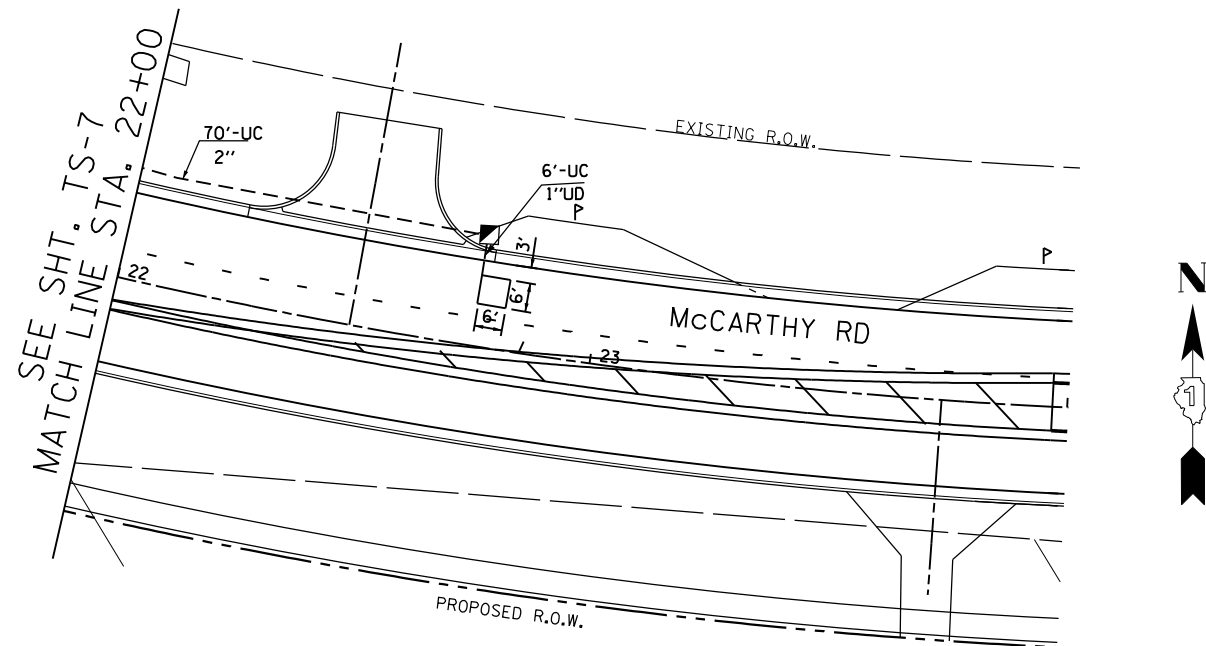 SEE SHT. TS-7
MATCH LINE STA. 22+00
70'-UC
2''
EXISTING R.O.W.
6'-UC
1''UD
P
3'
P
N
22
6'
6'
McCARTHY RD
23
1
PROPOSED R.O.W.